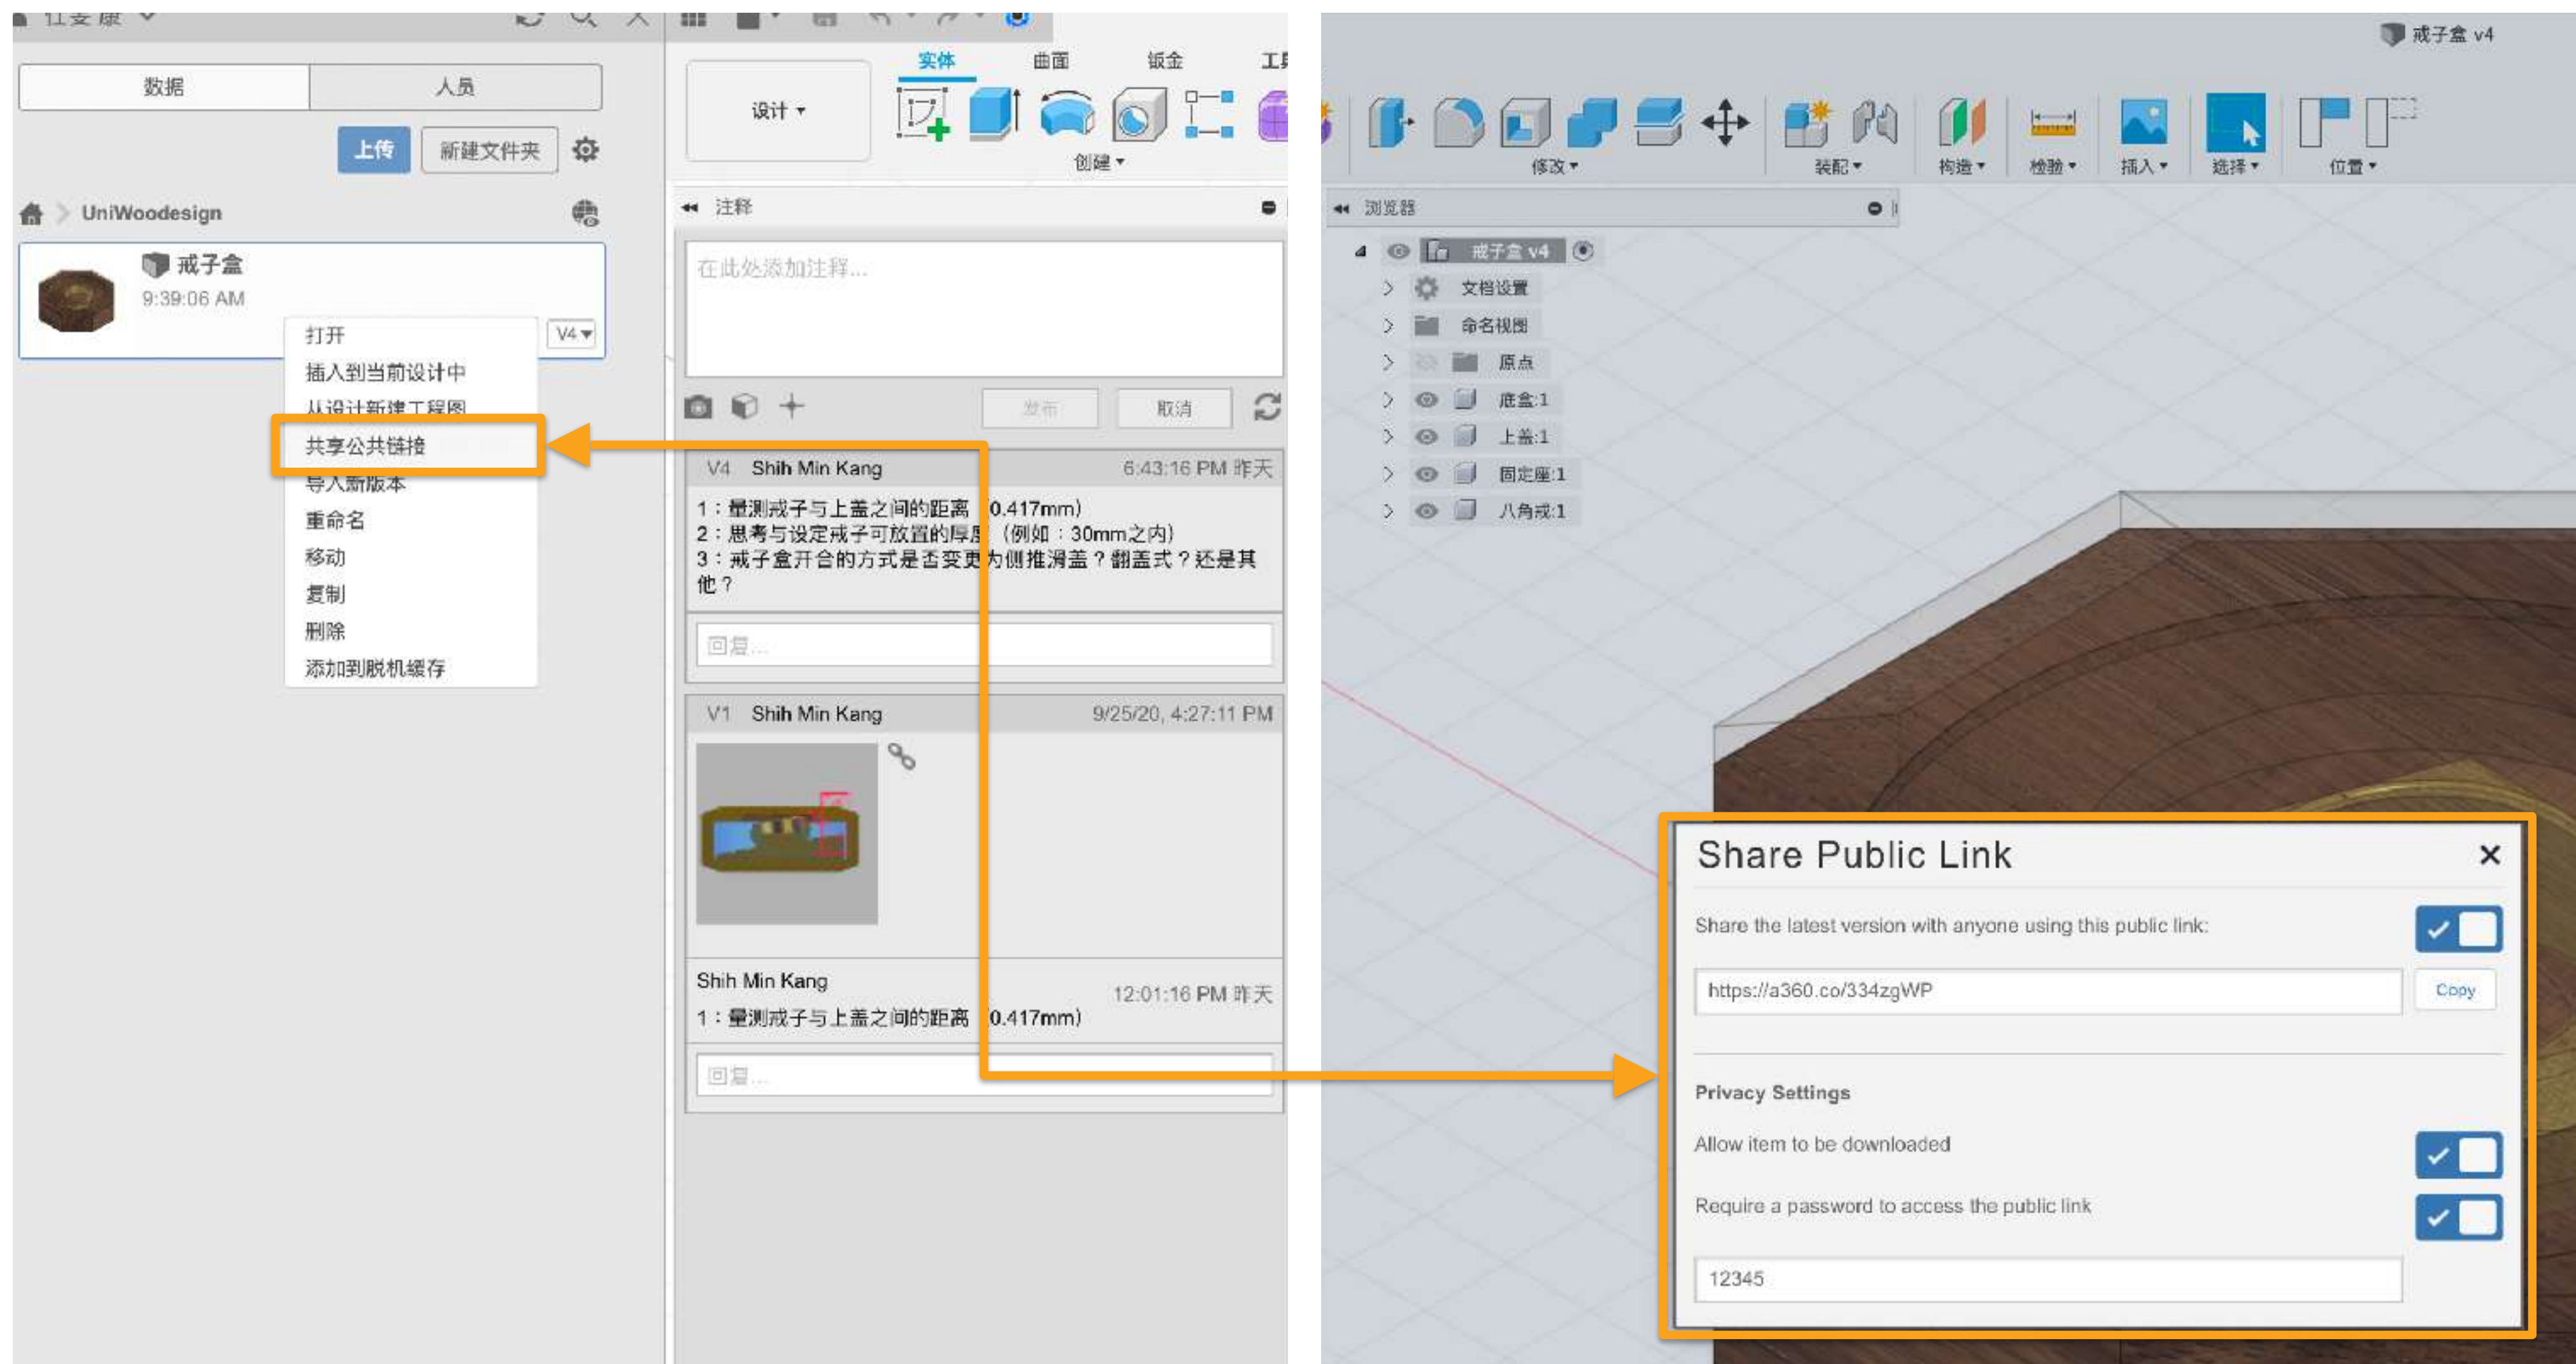 数据
人员
上传
新建文件夹
UniWoodesign
戒子盒
9:39:06 AM
V4
打开
插入到当前设计中
从设计新建工程图
共享公共链接
导入新版本
重命名
移动
复制
删除
添加到脱机缓存
实体
曲面
钣金
设计
创建
注释
在此处添加注释...
发布
取消
V4 Shih Min Kang 6:43:16 PM 昨天
1：量测戒子与上盖之间的距离（0.417mm）
2：思考与设定戒子可放置的厚度（例如：30mm之内）
3：戒子盒开合的方式是否变更为侧推滑盖？翻盖式？还是其
他？
回复...
V1 Shih Min Kang 9/25/20, 4:27:11 PM
Shih Min Kang
12:01:16 PM 昨天
1：量测戒子与上盖之间的距离（0.417mm）
回复...
戒子盒 v4
修改
装配
构造
检验
插入
选择
位置
浏览器
戒子盒 v4
文档设置
命名视图
原点
底盒:1
上盖:1
固定座:1
八角戒:1
Share Public Link
Share the latest version with anyone using this public link:
https://a360.co/334zgWP
Copy
Privacy Settings
Allow item to be downloaded
Require a password to access the public link
12345